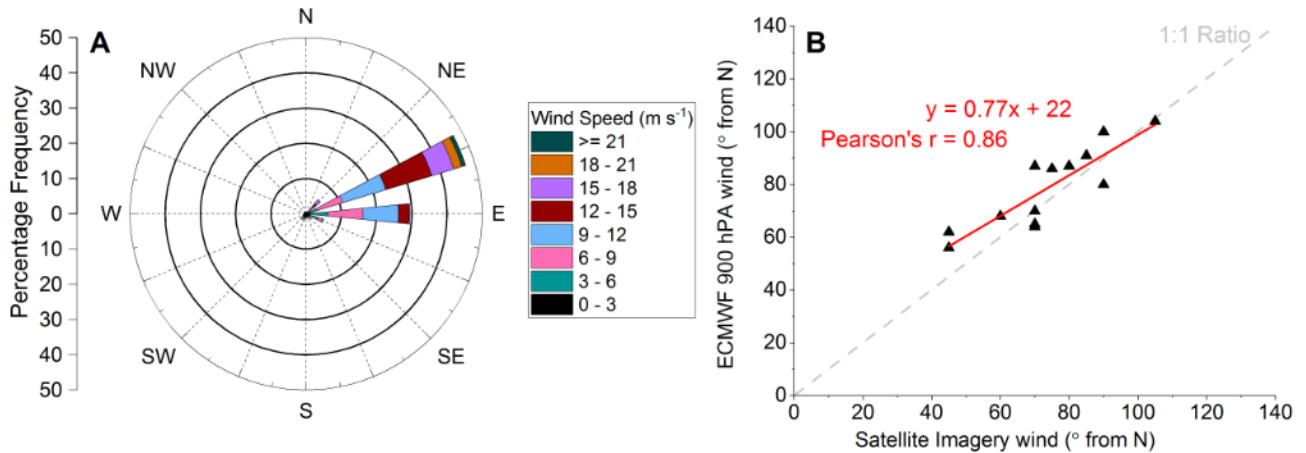 A
Percentage Frequency
50
40
30
20
10
0
10
20
30
40
50
N
NE
E
SE
S
SW
W
NW
Wind Speed (m s⁻¹)
>= 21
18 - 21
15 - 18
12 - 15
9 - 12
6 - 9
3 - 6
0 - 3
B
1:1 Ratio
y = 0.77x + 22
Pearson's r = 0.86
ECMWF 900 hPA wind (° from N)
140
120
100
80
60
40
20
0
0
20
40
60
80
100
120
140
Satellite Imagery wind (° from N)